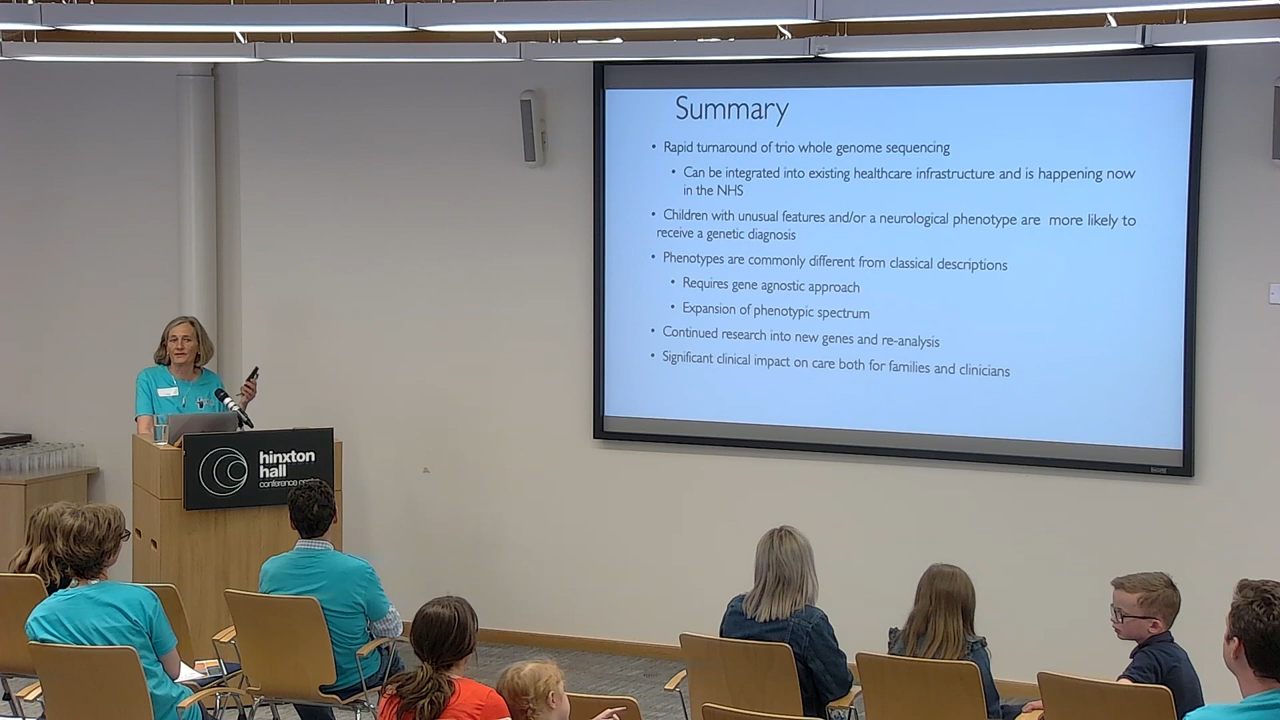 Summary
• Rapid turnaround of trio whole genome sequencing
• Can be integrated into existing healthcare infrastructure and is happening now
in the NHS
• Children with unusual features and/or a neurological phenotype are more likely to
receive a genetic diagnosis
• Phenotypes are commonly different from classical descriptions
• Requires gene agnostic approach
• Expansion of phenotypic spectrum
• Continued research into new genes and re-analysis
• Significant clinical impact on care both for families and clinicians
hinxton
hall
conference